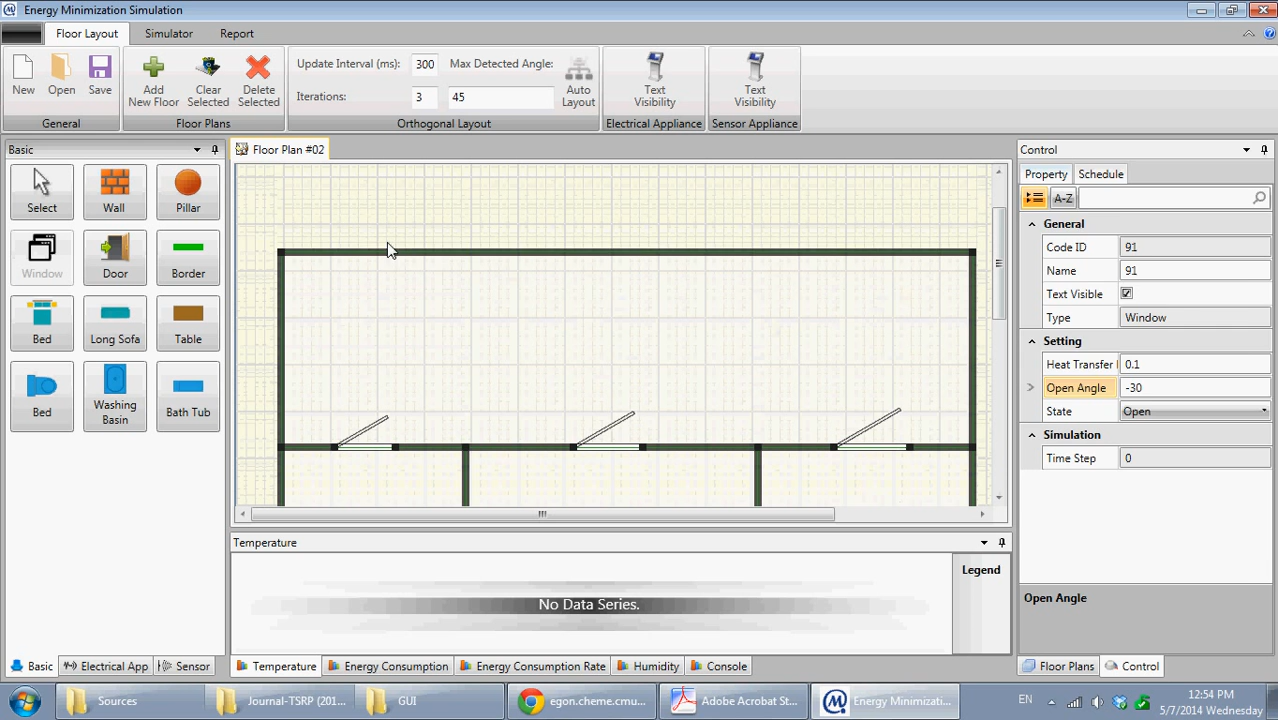 Energy Minimization Simulation
Floor Layout Simulator Report
Update Interval (ms): 300 Max Detected Angle:
Iterations: 3 45
New Open Save
Add New Floor
Clear Selected
Delete Selected
Auto Layout
Text Visibility
Text Visibility
General Floor Plans Orthogonal Layout Electrical Appliance Sensor Appliance
Basic
Floor Plan #02
Control
Select Wall Pillar
Window Door Border
Bed Long Sofa Table
Bed Washing Basin Bath Tub
Property Schedule
A-Z
General
Code ID 91
Name 91
Text Visible
Type Window
Setting
Heat Transfer 0.1
Open Angle -30
State Open
Simulation
Time Step 0
Temperature
Legend
No Data Series.
Open Angle
Basic Electrical App Sensor
Temperature Energy Consumption Energy Consumption Rate Humidity Console
Floor Plans Control
Sources Journal-TSRP (201... GUI egon.cheme.cmu... Adobe Acrobat St... Energy Minimizati...
EN
12:54 PM
5/7/2014 Wednesday